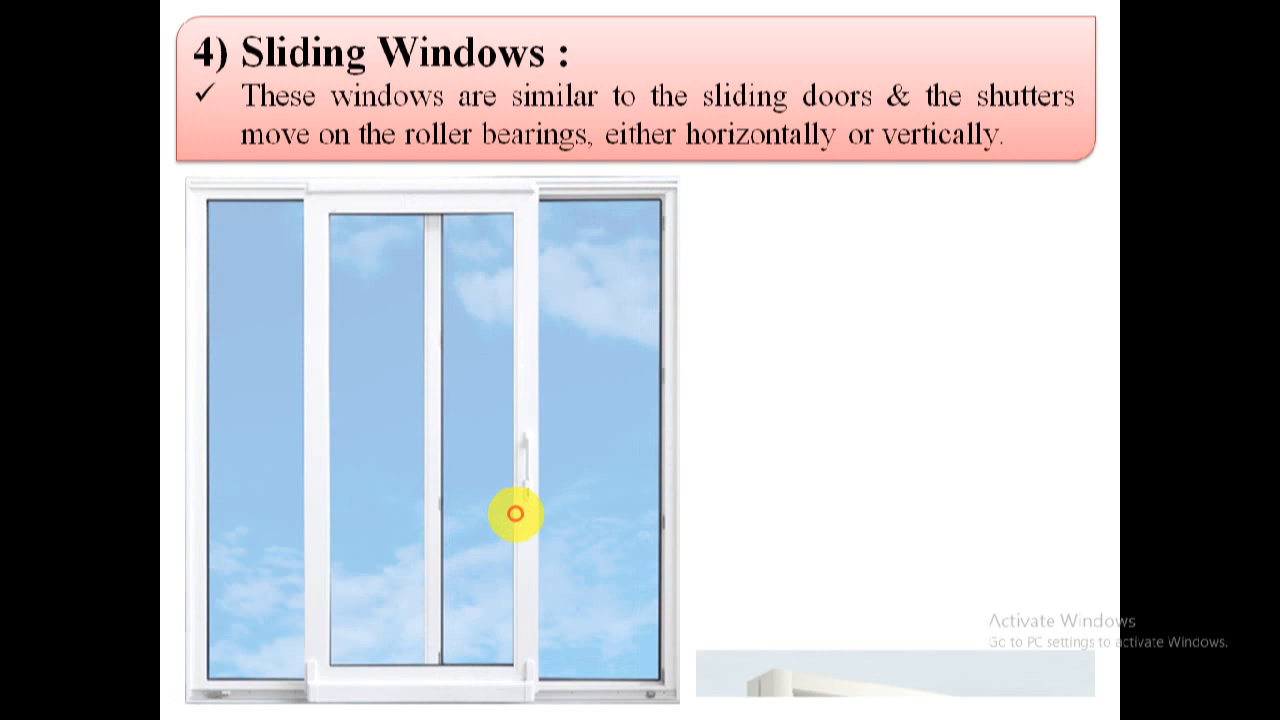 4) Sliding Windows :
✓ These windows are similar to the sliding doors & the shutters
move on the roller bearings, either horizontally or vertically.
Activate Windows
Go to PC settings to activate Windows.